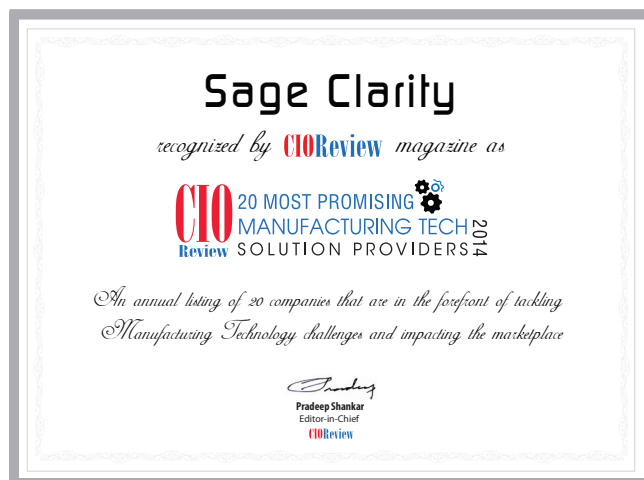 Sage Clarity
recognized by CIOReview magazine as
CIO
Review
20 MOST PROMISING
MANUFACTURING TECH
SOLUTION PROVIDERS
2014
An annual listing of 20 companies that are in the forefront of tackling
Manufacturing Technology challenges and impacting the marketplace
Pradeep
Pradeep Shankar
Editor-in-Chief
CIOReview